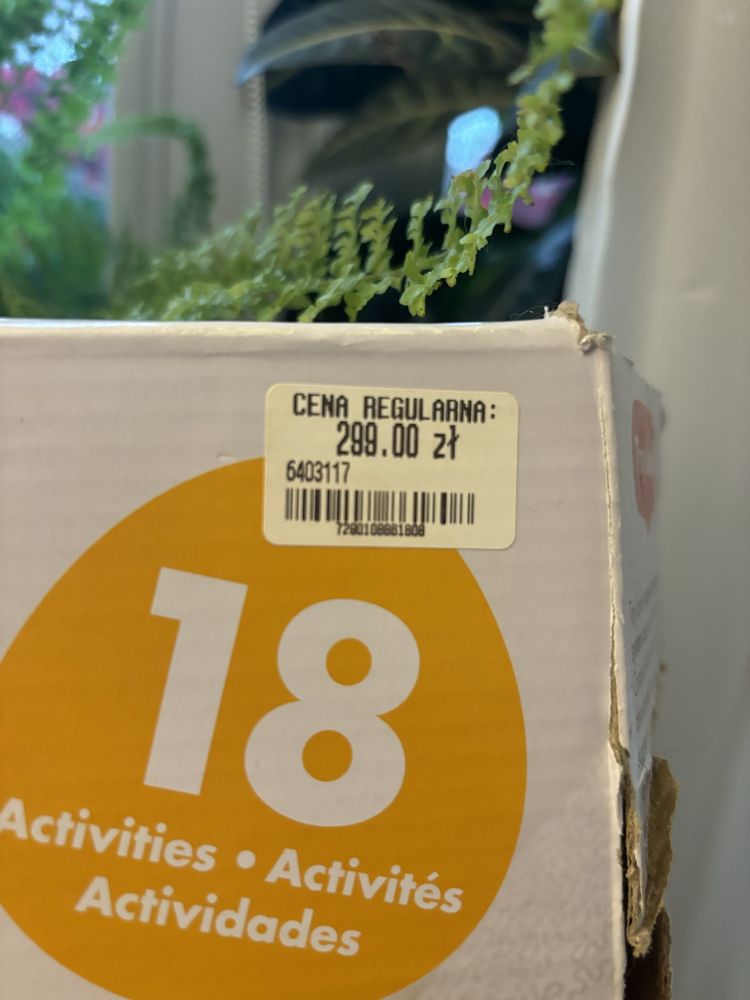 CENA REGULARNA:
299.00 zł
6403117
7290108881808
18
Activities • Activités
Actividades